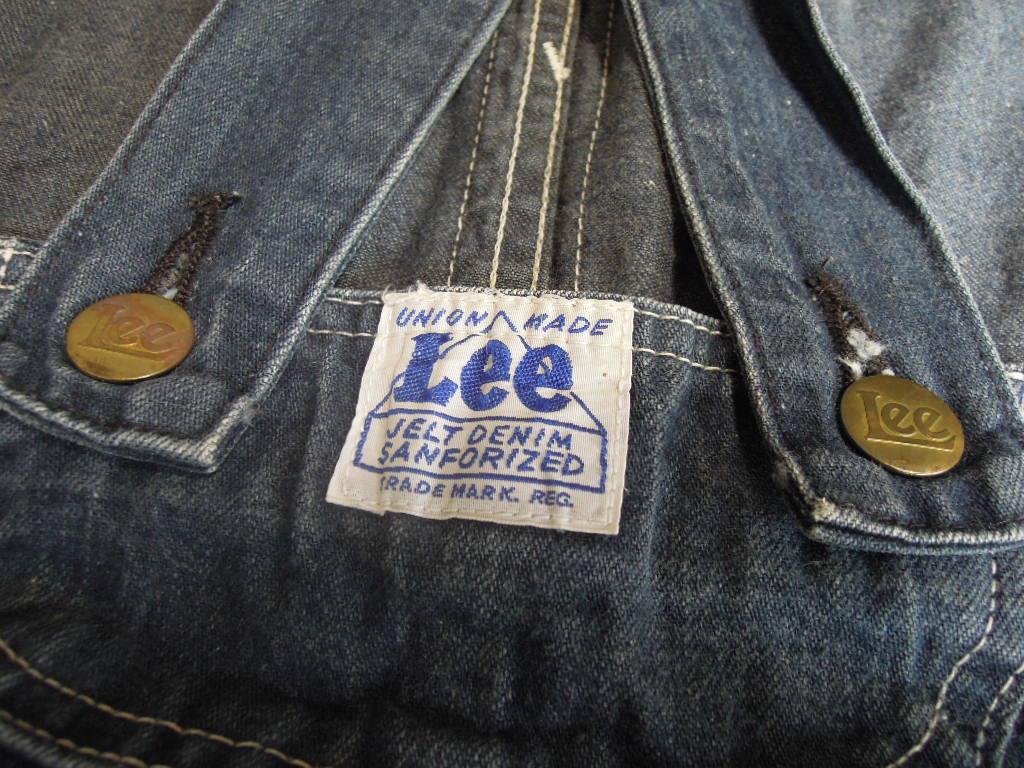 UNION MADE
Lee
JELT DENIM
SANFORIZED
TRADE MARK. REG.
Lee
Lee